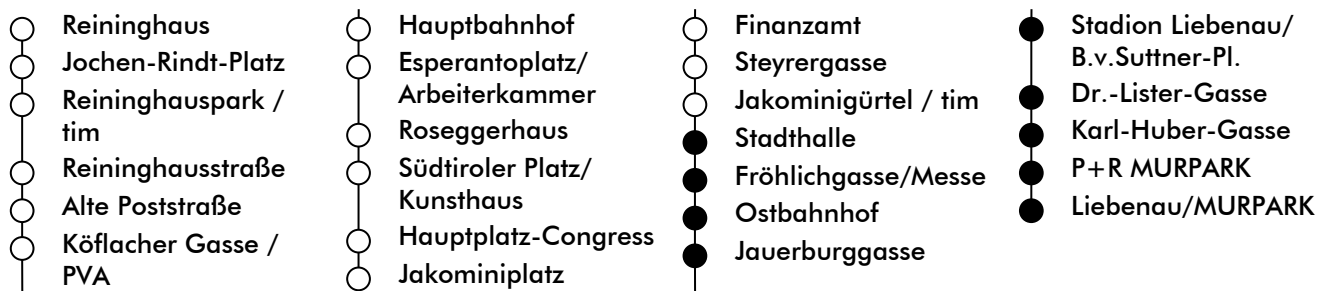 Reininghaus
Jochen-Rindt-Platz
Reininghauspark /
tim
Reininghausstraße
Alte Poststraße
Köflacher Gasse /
PVA
Hauptbahnhof
Esperantoplatz/
Arbeiterkammer
Roseggerhaus
Südtiroler Platz/
Kunsthaus
Hauptplatz-Congress
Jakominiplatz
Finanzamt
Steyrergasse
Jakominigürtel / tim
Stadthalle
Fröhlichgasse/Messe
Ostbahnhof
Jauerburggasse
Stadion Liebenau/
B.v.Suttner-Pl.
Dr.-Lister-Gasse
Karl-Huber-Gasse
P+R MURPARK
Liebenau/MURPARK